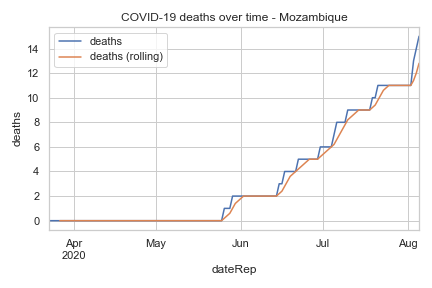 COVID-19 deaths over time - Mozambique
deaths
deaths (rolling)
14
12
10
8
6
4
2
0
deaths
Apr
2020
May
Jun
Jul
Aug
dateRep